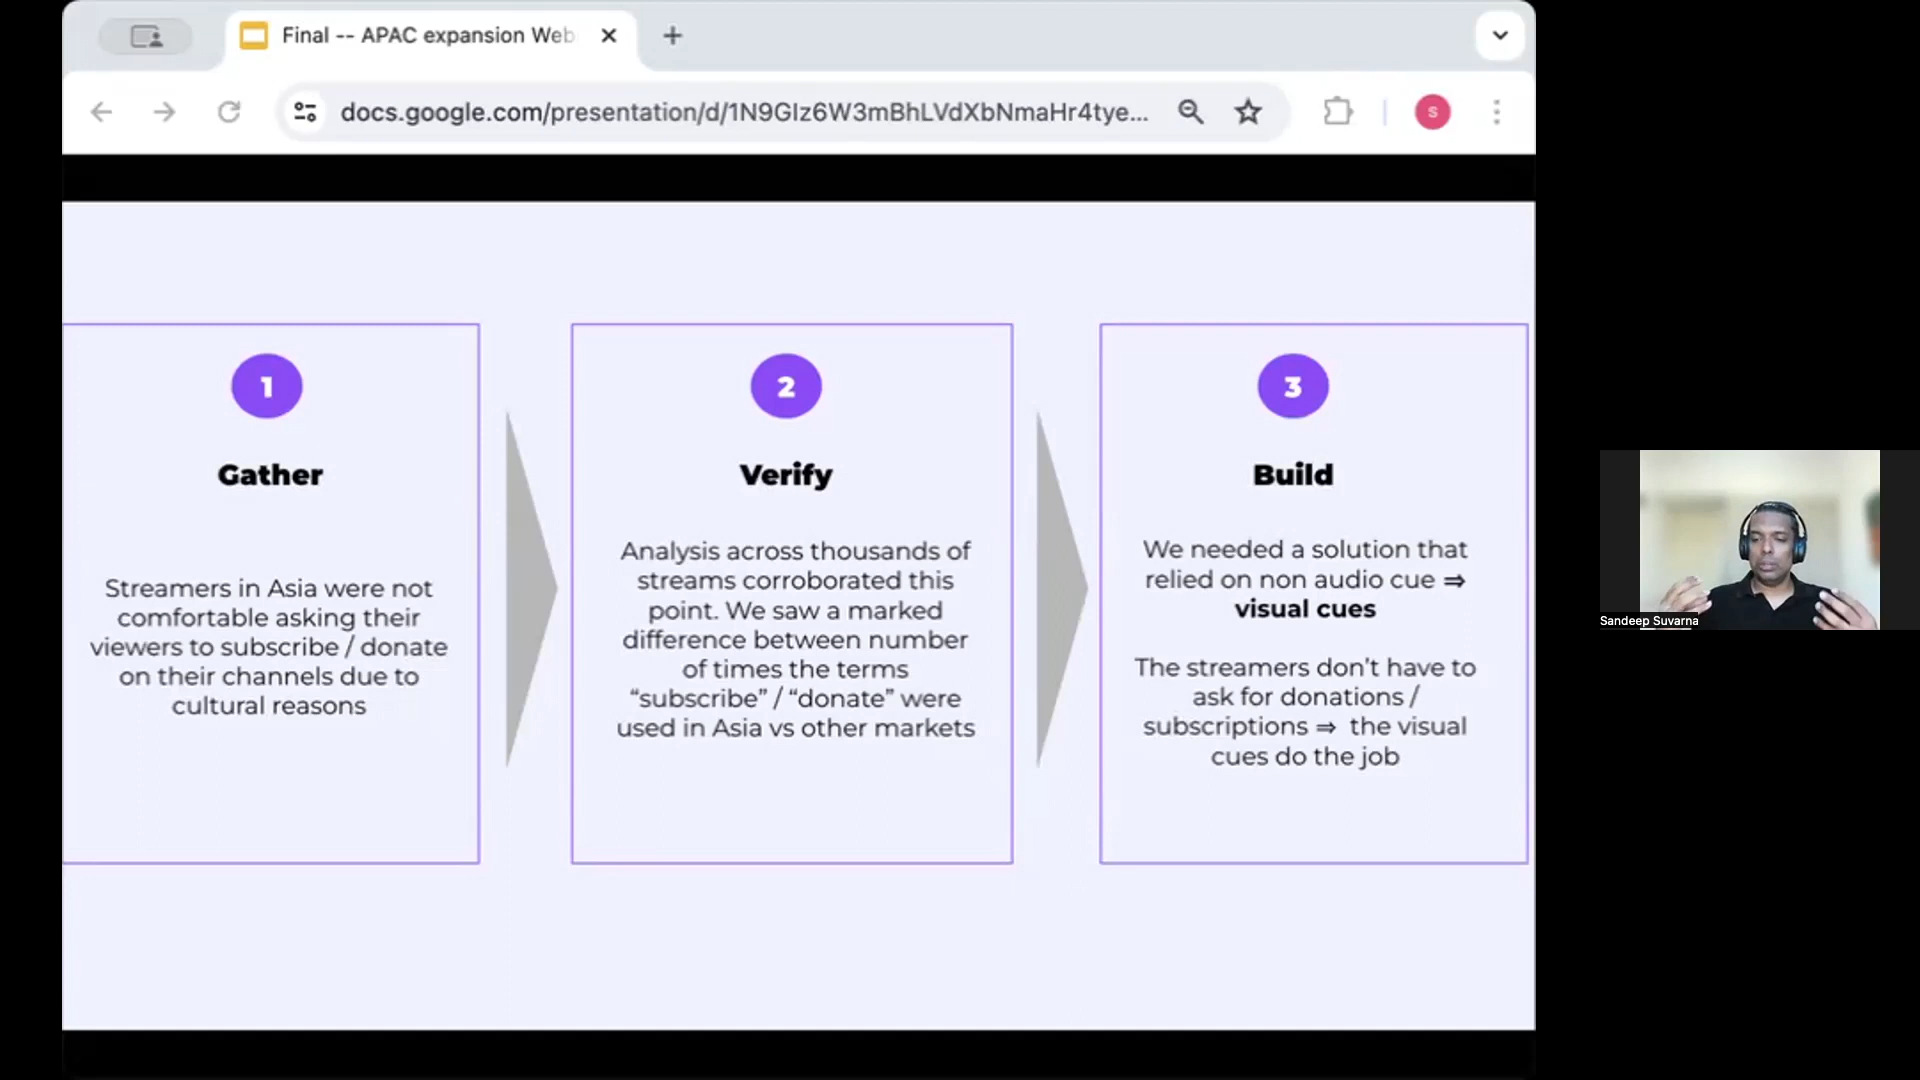 Final -- APAC expansion Web
docs.google.com/presentation/d/1N9GIz6W3mBhLVdXbNmaHr4tye...
S
1
Gather
Streamers in Asia were not
comfortable asking their
viewers to subscribe / donate
on their channels due to
cultural reasons
2
Verify
Analysis across thousands of
streams corroborated this
point. We saw a marked
difference between number
of times the terms
“subscribe” / “donate” were
used in Asia vs other markets
3
Build
We needed a solution that
relied on non audio cue ⇒
visual cues
The streamers don’t have to
ask for donations /
subscriptions ⇒ the visual
cues do the job
Sandeep Suvarna